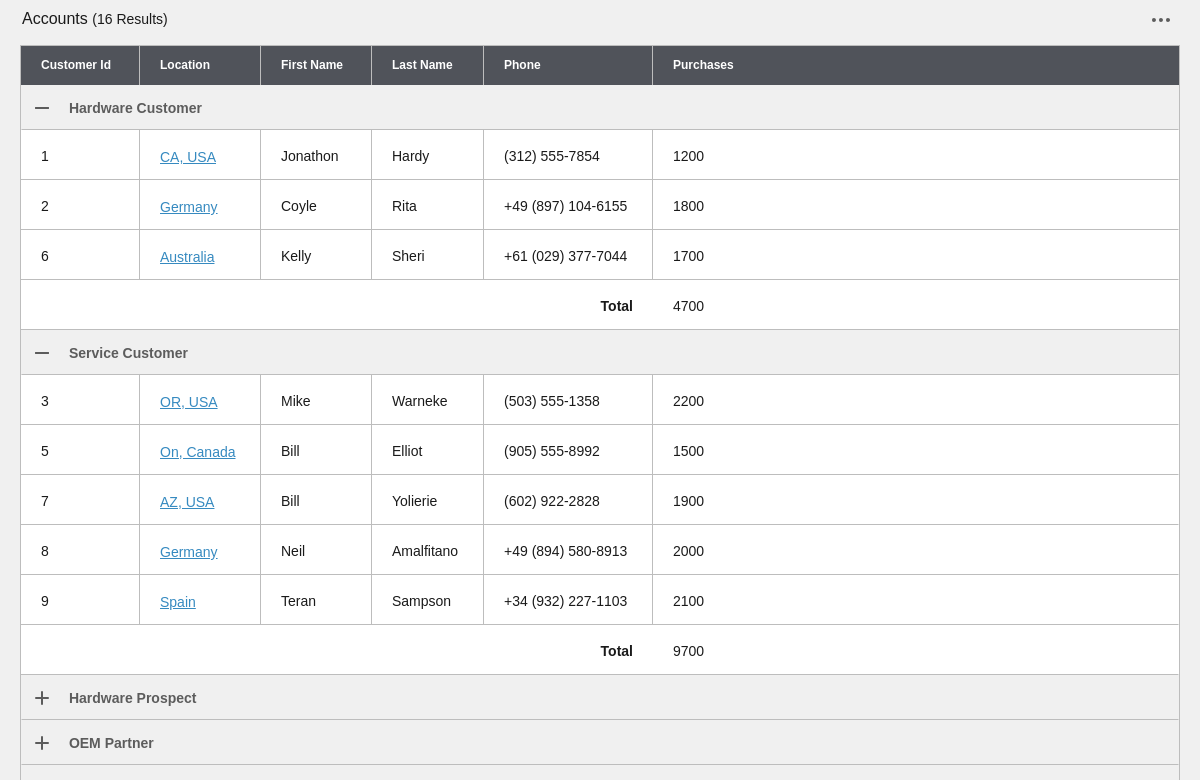 Accounts (16 Results)
Customer Id Location First Name Last Name Phone Purchases
Hardware Customer
1 CA, USA Jonathon Hardy (312) 555-7854 1200
2 Germany Coyle Rita +49 (897) 104-6155 1800
6 Australia Kelly Sheri +61 (029) 377-7044 1700
Total 4700
Service Customer
3 OR, USA Mike Warneke (503) 555-1358 2200
5 On, Canada Bill Elliot (905) 555-8992 1500
7 AZ, USA Bill Yolierie (602) 922-2828 1900
8 Germany Neil Amalfitano +49 (894) 580-8913 2000
9 Spain Teran Sampson +34 (932) 227-1103 2100
Total 9700
Hardware Prospect
OEM Partner